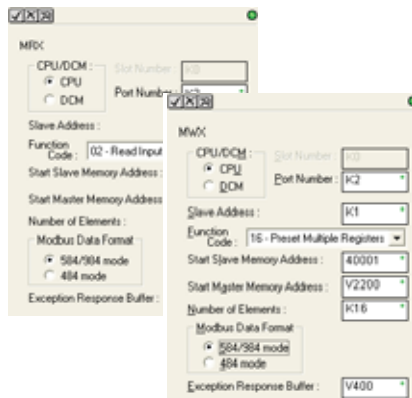 MRX
CPU/DCM :
Slot Number : K0
CPU
DCM
Port Number
Slave Address :
Function Code : 02 - Read Input
Start Slave Memory Address :
Start Master Memory Address
Number of Elements :
Modbus Data Format
584/984 mode
484 mode
Exception Response Buffer :
MWX
CPU/DCM :
Slot Number : K0
CPU
DCM
Port Number : K2
Slave Address : K1
Function Code : 16 - Preset Multiple Registers
Start Slave Memory Address : 40001
Start Master Memory Address : V2200
Number of Elements : K16
Modbus Data Format
584/984 mode
484 mode
Exception Response Buffer : V400